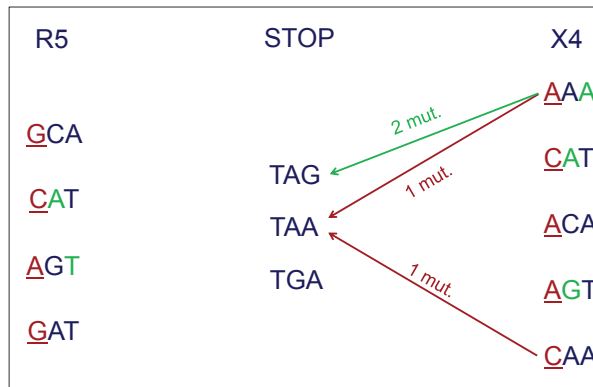 R5 STOP X4
AAA
2 mut.
GCA
CAT
TAG
1 mut.
CAT
TAA
ACA
AGT
TGA
1 mut.
AGT
GAT
CAA